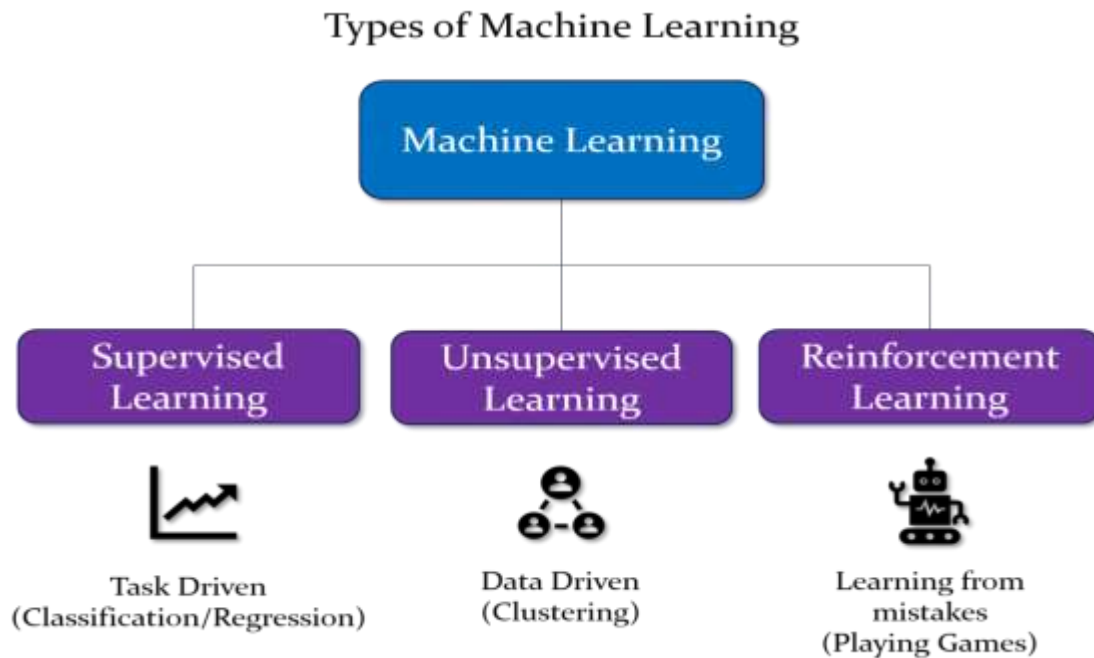 Types of Machine Learning
Machine Learning
Supervised
Learning
Unsupervised
Learning
Reinforcement
Learning
Task Driven
(Classification/Regression)
Data Driven
(Clustering)
Learning from
mistakes
(Playing Games)